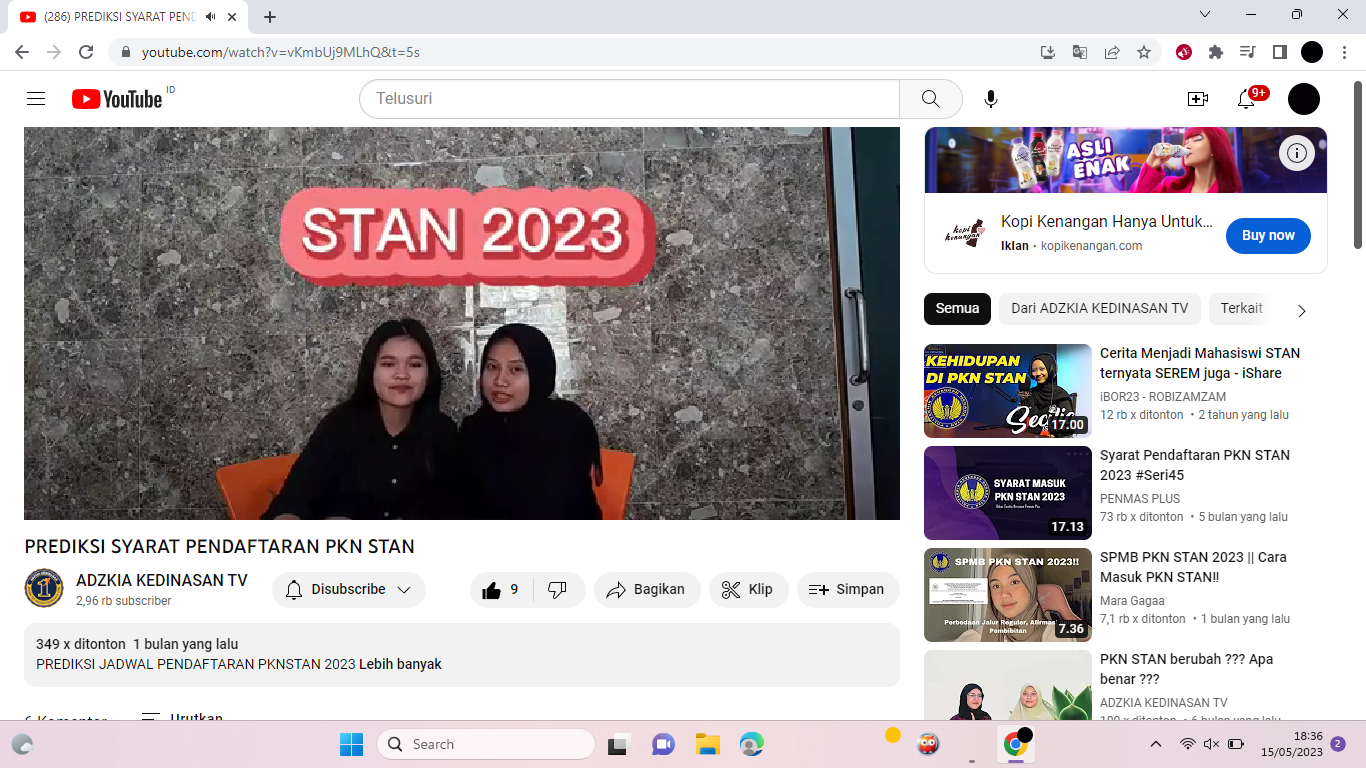 (286) PREDIKSI SYARAT PEND
youtube.com/watch?v=vKmbUj9MLhQ&t=5s
YouTube ID
Telusuri
9+
STAN 2023
ASLI
ENAK
Kopi Kenangan Hanya Untuk...
kopi
kenangan
Iklan · kopikenangan.com
Buy now
Semua
Dari ADZKIA KEDINASAN TV
Terkait
KEHIDUPAN
DI PKN STAN
17.00
Cerita Menjadi Mahasiswi STAN
ternyata SEREM juga - iShare
iBOR23 - ROBIZAMZAM
12 rb x ditonton • 2 tahun yang lalu
SYARAT MASUK
PKN STAN 2023
17.13
Syarat Pendaftaran PKN STAN
2023 #Seri45
PENMAS PLUS
73 rb x ditonton • 5 bulan yang lalu
SPMB PKN STAN 2023!!
Perbedaan Jalur Reguler, Afirmas
Pembibitan
7.36
SPMB PKN STAN 2023 || Cara
Masuk PKN STAN!!
Mara Gagaa
7,1 rb x ditonton • 1 bulan yang lalu
PKN STAN berubah ??? Apa
benar ???
ADZKIA KEDINASAN TV
PREDIKSI SYARAT PENDAFTARAN PKN STAN
ADZKIA KEDINASAN TV
2,96 rb subscriber
Disubscribe
9
Bagikan
Klip
Simpan
349 x ditonton 1 bulan yang lalu
PREDIKSI JADWAL PENDAFTARAN PKNSTAN 2023 Lebih banyak
6 Komentar
Urutkan
Search
18:36
15/05/2023
2